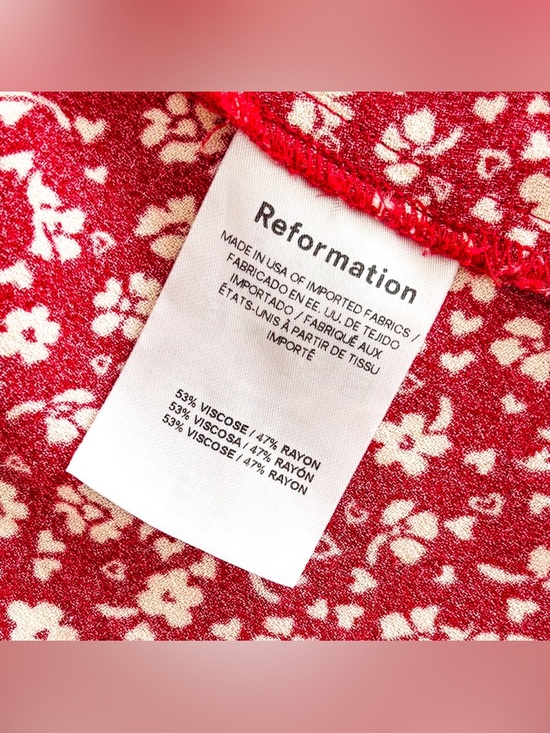 Reformation
MADE IN USA OF IMPORTED FABRICS /
FABRICADO EN EE. UU. DE TEJIDO
IMPORTADO / FABRIQUÉ AUX
ÉTATS-UNIS À PARTIR DE TISSU
IMPORTÉ
53% VISCOSE / 47% RAYON
53% VISCOSA / 47% RAYÓN
53% VISCOSE / 47% RAYON